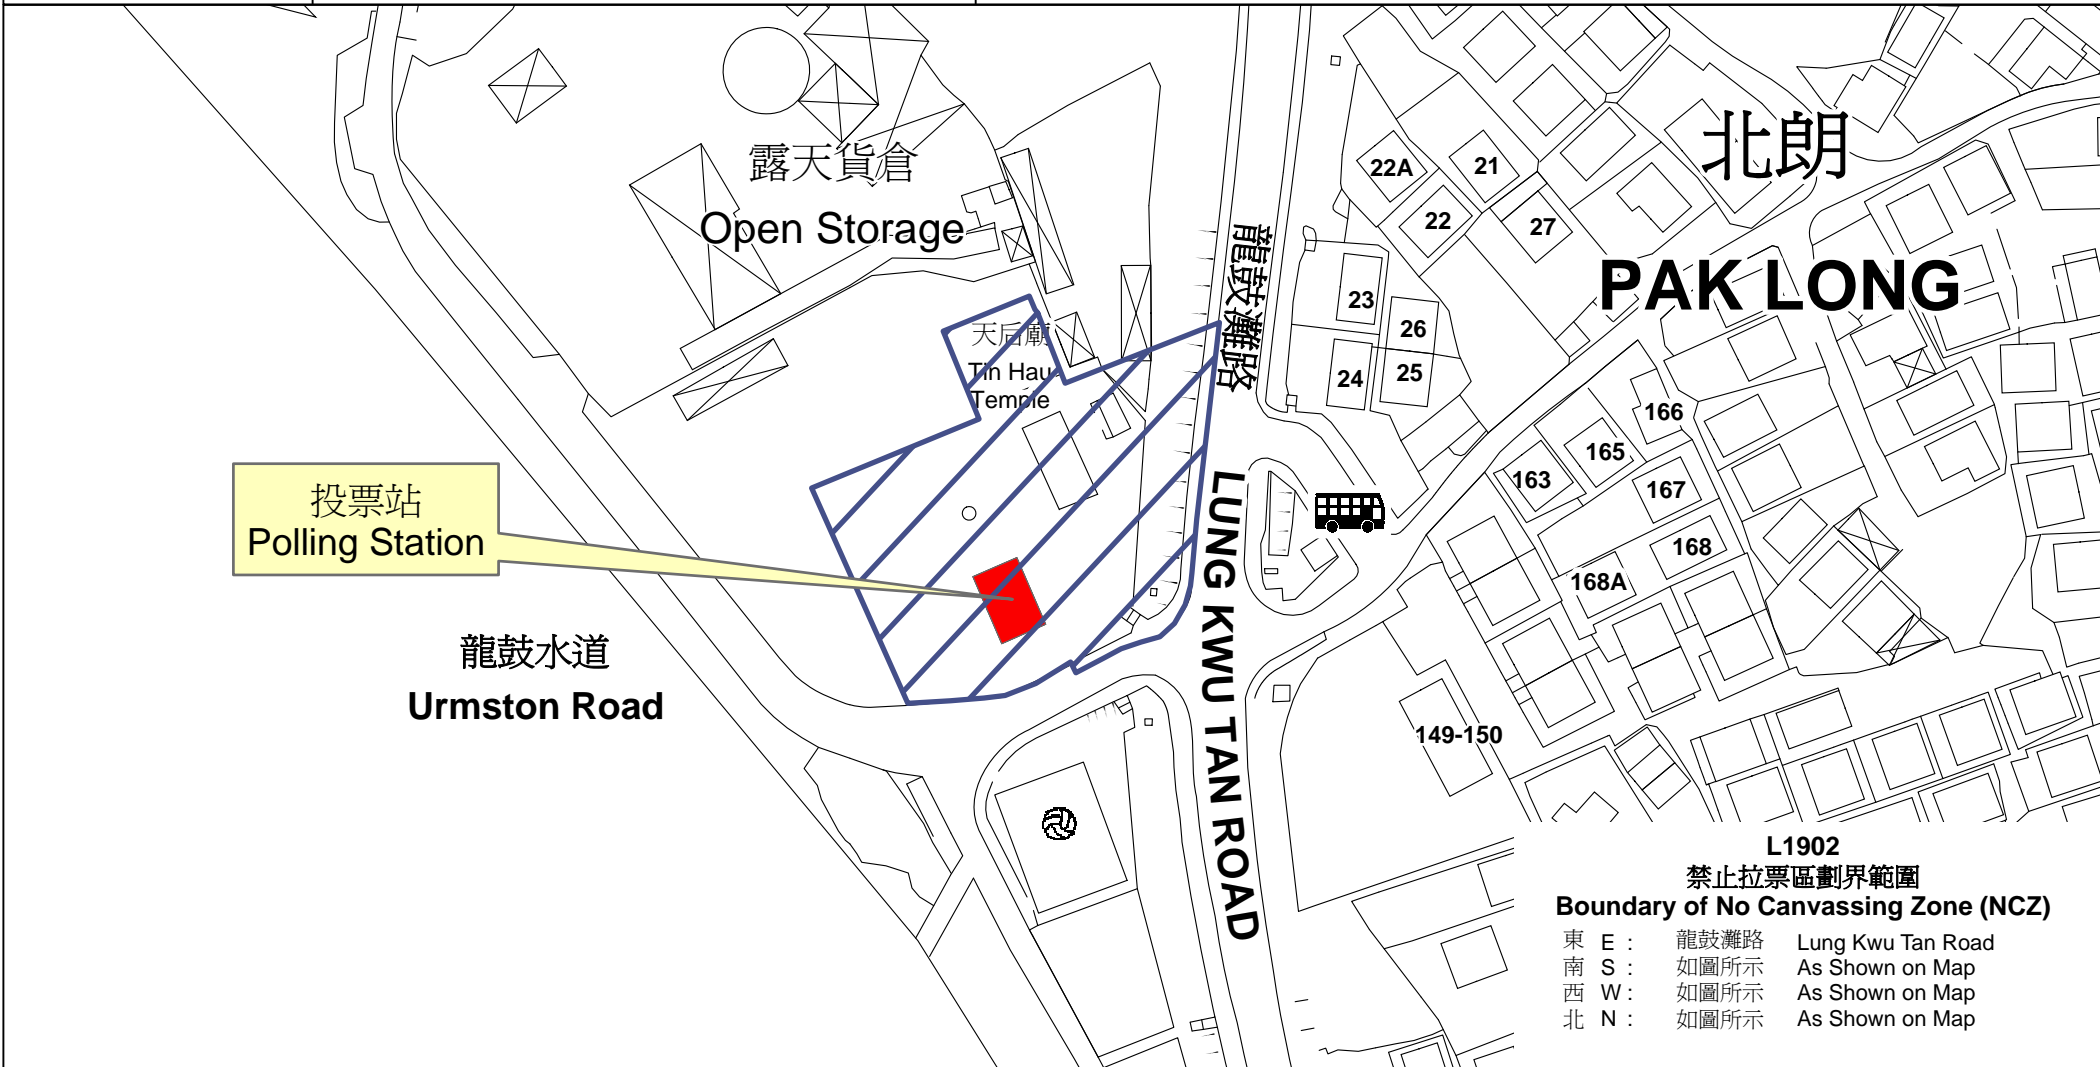 露天貨倉
Open Storage
北朗
PAK LONG
22A
21
22
27
23
26
24
25
龍鼓灘路
天后廟
Tin Hau
Temple
166
165
163
167
168
168A
149-150
投票站
Polling Station
龍鼓水道
Urmston Road
LUNG KWU TAN ROAD
L1902
禁止拉票區劃界範圍
Boundary of No Canvassing Zone (NCZ)
東 E : 龍鼓灘路 Lung Kwu Tan Road
南 S : 如圖所示 As Shown on Map
西 W : 如圖所示 As Shown on Map
北 N : 如圖所示 As Shown on Map